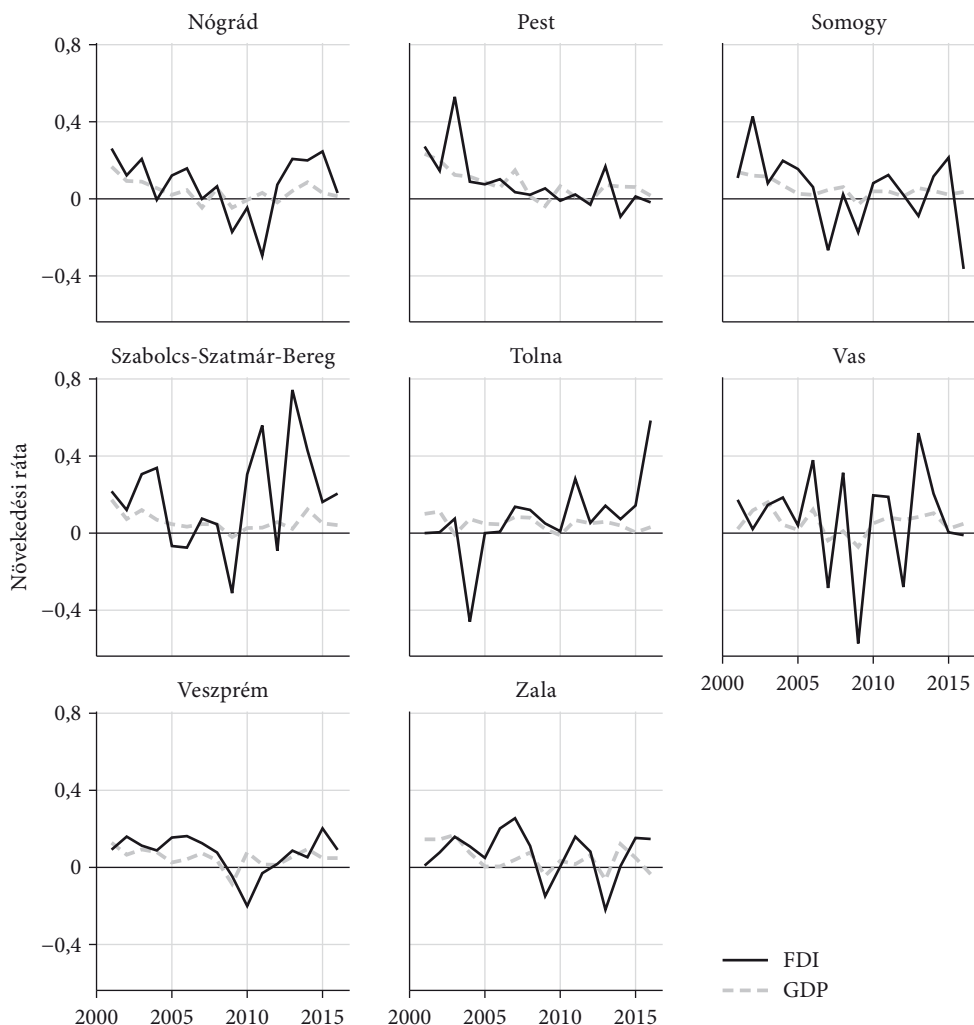 Nógrád
Pest
Somogy
0,8
0,4
0
−0,4
Szabolcs-Szatmár-Bereg
Tolna
Vas
Növekedési ráta
0,8
0,4
0
−0,4
2000 2005 2010 2015
Veszprém
Zala
0,8
0,4
0
−0,4
2000 2005 2010 2015
2000 2005 2010 2015
FDI
GDP